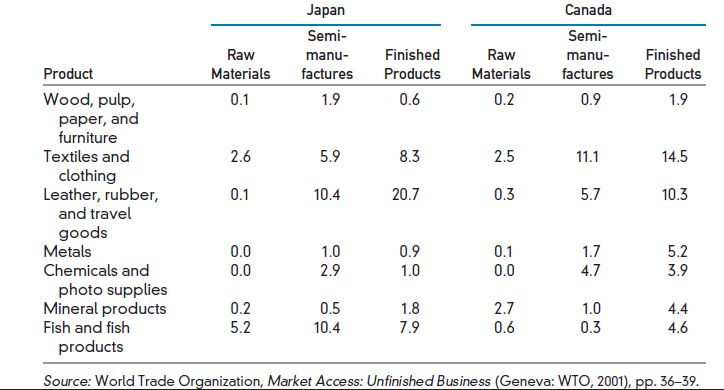 Japan Canada
Semi- Semi-
Raw manu- Finished Raw manu- Finished
Product Materials factures Products Materials factures Products
Wood, pulp, 0.1 1.9 0.6 0.2 0.9 1.9
paper, and
furniture
Textiles and 2.6 5.9 8.3 2.5 11.1 14.5
clothing
Leather, rubber, 0.1 10.4 20.7 0.3 5.7 10.3
and travel
goods
Metals 0.0 1.0 0.9 0.1 1.7 5.2
Chemicals and 0.0 2.9 1.0 0.0 4.7 3.9
photo supplies
Mineral products 0.2 0.5 1.8 2.7 1.0 4.4
Fish and fish 5.2 10.4 7.9 0.6 0.3 4.6
products
Source: World Trade Organization, Market Access: Unfinished Business (Geneva: WTO, 2001), pp. 36–39.